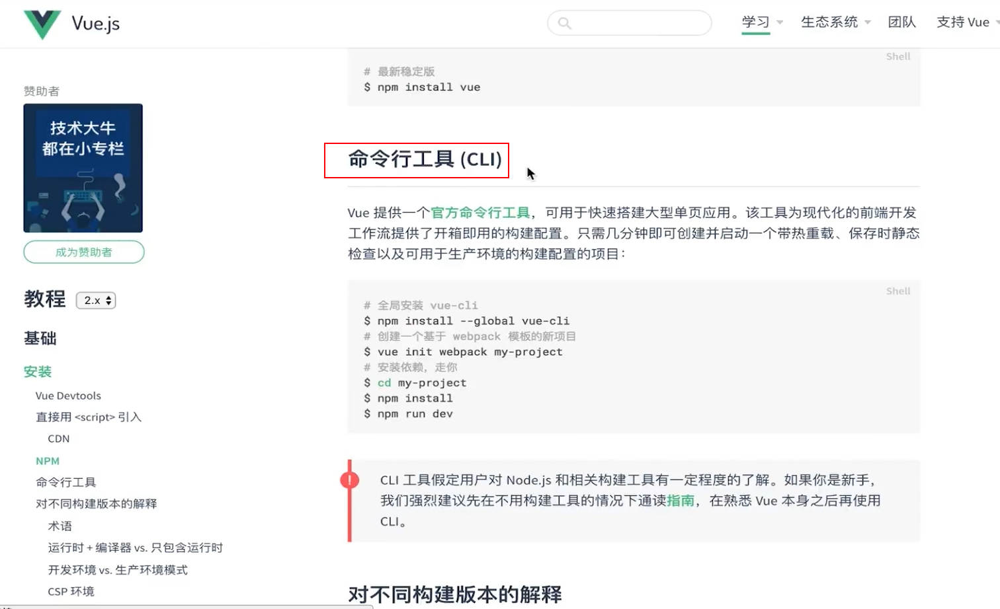 Vue.js
学习
生态系统
团队
支持 Vue
Shell
# 最新稳定版
$ npm install vue
赞助者
技术大牛
都在小专栏
成为赞助者
教程 2.x
基础
安装
Vue Devtools
直接用 <script> 引入
CDN
NPM
命令行工具
对不同构建版本的解释
术语
运行时 + 编译器 vs. 只包含运行时
开发环境 vs. 生产环境模式
CSP 环境
命令行工具 (CLI)
Vue 提供一个官方命令行工具，可用于快速搭建大型单页应用。该工具为现代化的前端开发
工作流提供了开箱即用的构建配置。只需几分钟即可创建并启动一个带热重载、保存时静态
检查以及可用于生产环境的构建配置的项目：
Shell
# 全局安装 vue-cli
$ npm install --global vue-cli
# 创建一个基于 webpack 模板的新项目
$ vue init webpack my-project
# 安装依赖，走你
$ cd my-project
$ npm install
$ npm run dev
CLI 工具假定用户对 Node.js 和相关构建工具有一定程度的了解。如果你是新手，
我们强烈建议先在不用构建工具的情况下通读指南，在熟悉 Vue 本身之后再使用
CLI。
对不同构建版本的解释